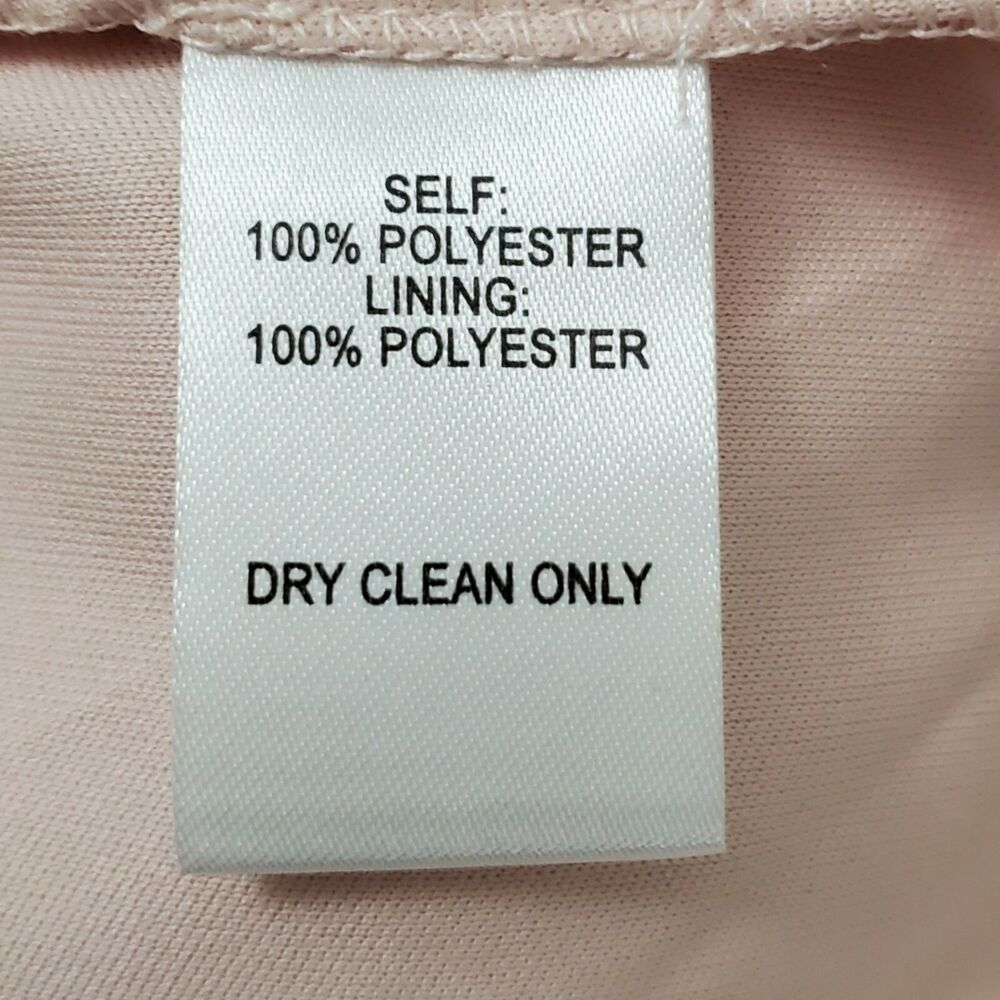 SELF:
100% POLYESTER
LINING:
100% POLYESTER
DRY CLEAN ONLY